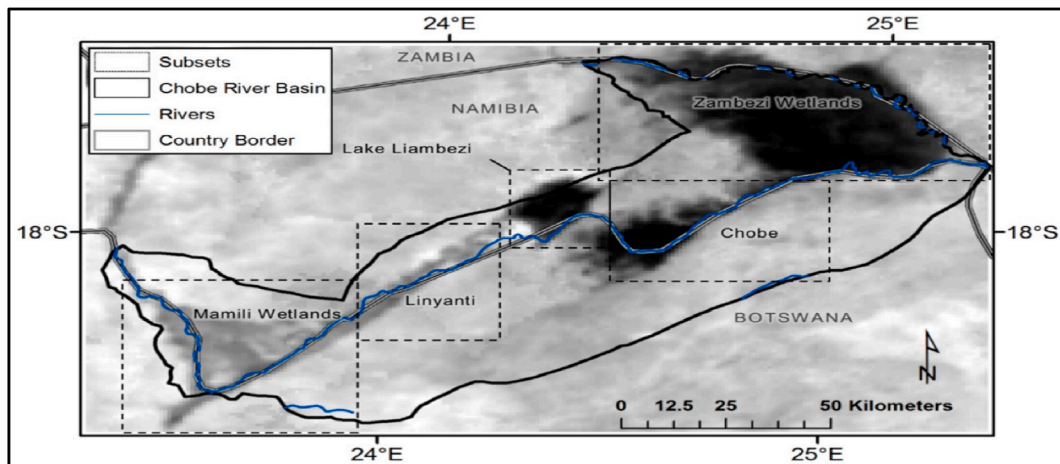 24°E
25°E
Subsets
Chobe River Basin
Rivers
Country Border
ZAMBIA
NAMIBIA
Zambezi Wetlands
Lake Liambezi
18°S
18°S
Chobe
Linyanti
Mamili Wetlands
BOTSWANA
N
0 12.5 25 50 Kilometers
24°E
25°E